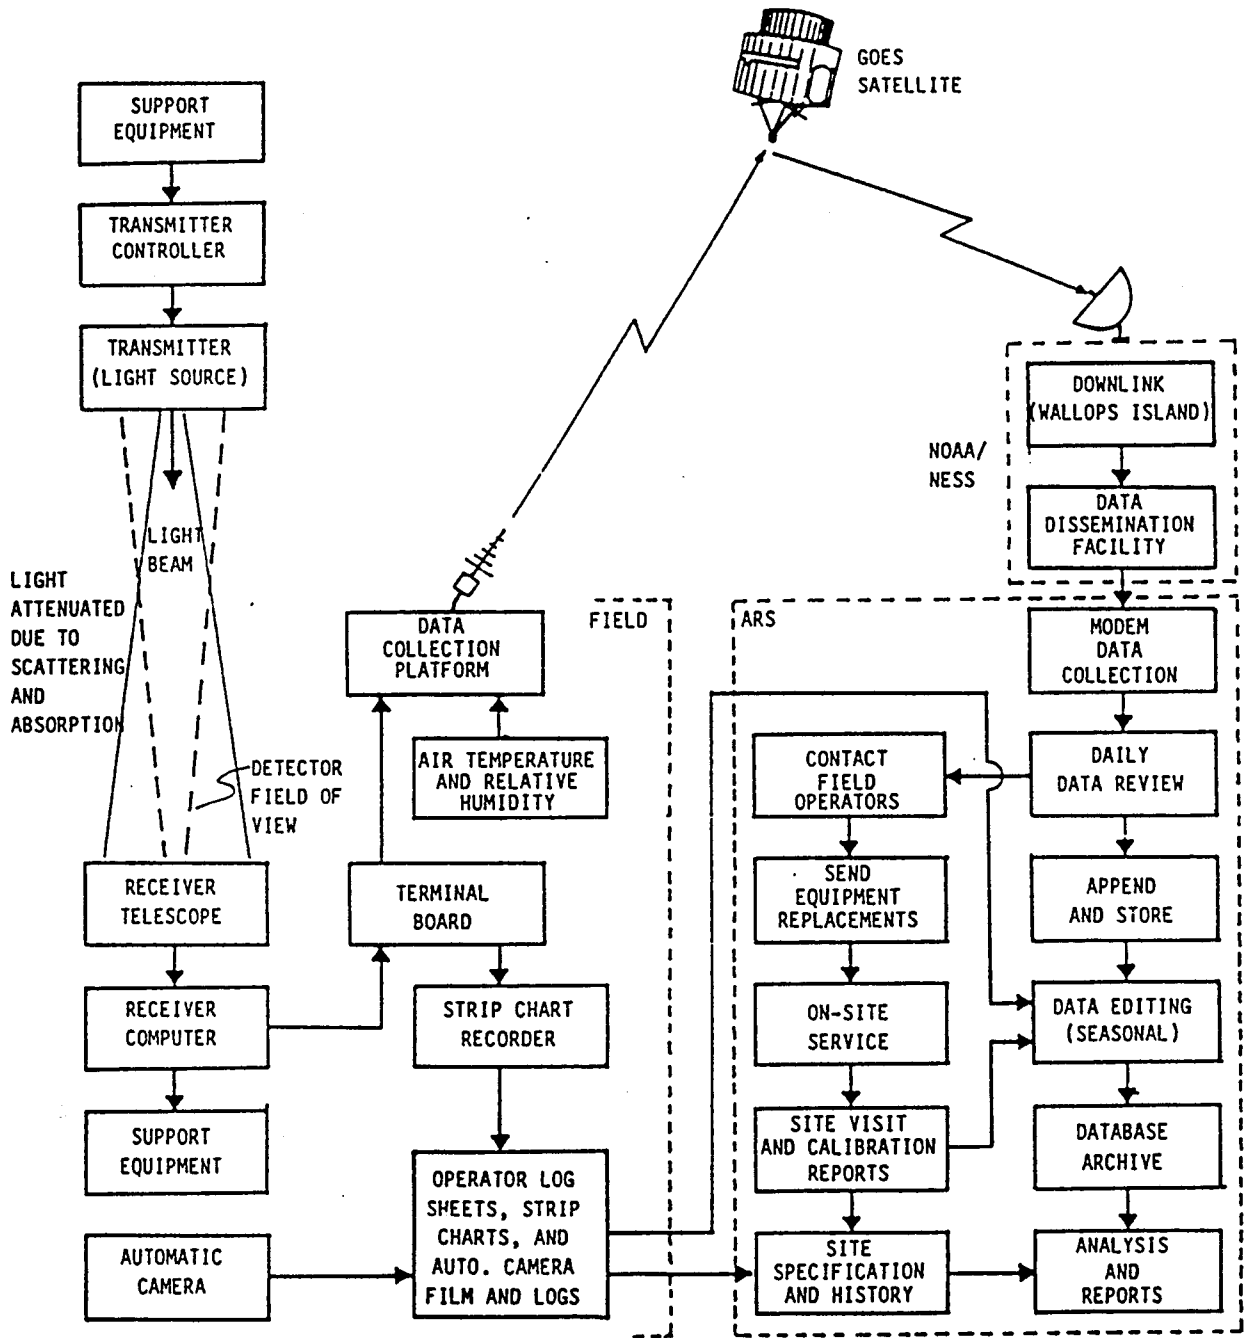 GOES
SATELLITE
SUPPORT
EQUIPMENT
TRANSMITTER
CONTROLLER
TRANSMITTER
(LIGHT SOURCE)
LIGHT
BEAM
LIGHT
ATTENUATED
DUE TO
SCATTERING
AND
ABSORPTION
DETECTOR
FIELD OF
VIEW
RECEIVER
TELESCOPE
RECEIVER
COMPUTER
SUPPORT
EQUIPMENT
AUTOMATIC
CAMERA
FIELD
DATA
COLLECTION
PLATFORM
AIR TEMPERATURE
AND RELATIVE
HUMIDITY
TERMINAL
BOARD
STRIP CHART
RECORDER
OPERATOR LOG
SHEETS, STRIP
CHARTS, AND
AUTO. CAMERA
FILM AND LOGS
NOAA/
NESS
DOWNLINK
(WALLOPS ISLAND)
DATA
DISSEMINATION
FACILITY
ARS
MODEM
DATA
COLLECTION
DAILY
DATA REVIEW
CONTACT
FIELD
OPERATORS
SEND
EQUIPMENT
REPLACEMENTS
ON-SITE
SERVICE
SITE VISIT
AND CALIBRATION
REPORTS
SITE
SPECIFICATION
AND HISTORY
APPEND
AND STORE
DATA EDITING
(SEASONAL)
DATABASE
ARCHIVE
ANALYSIS
AND
REPORTS